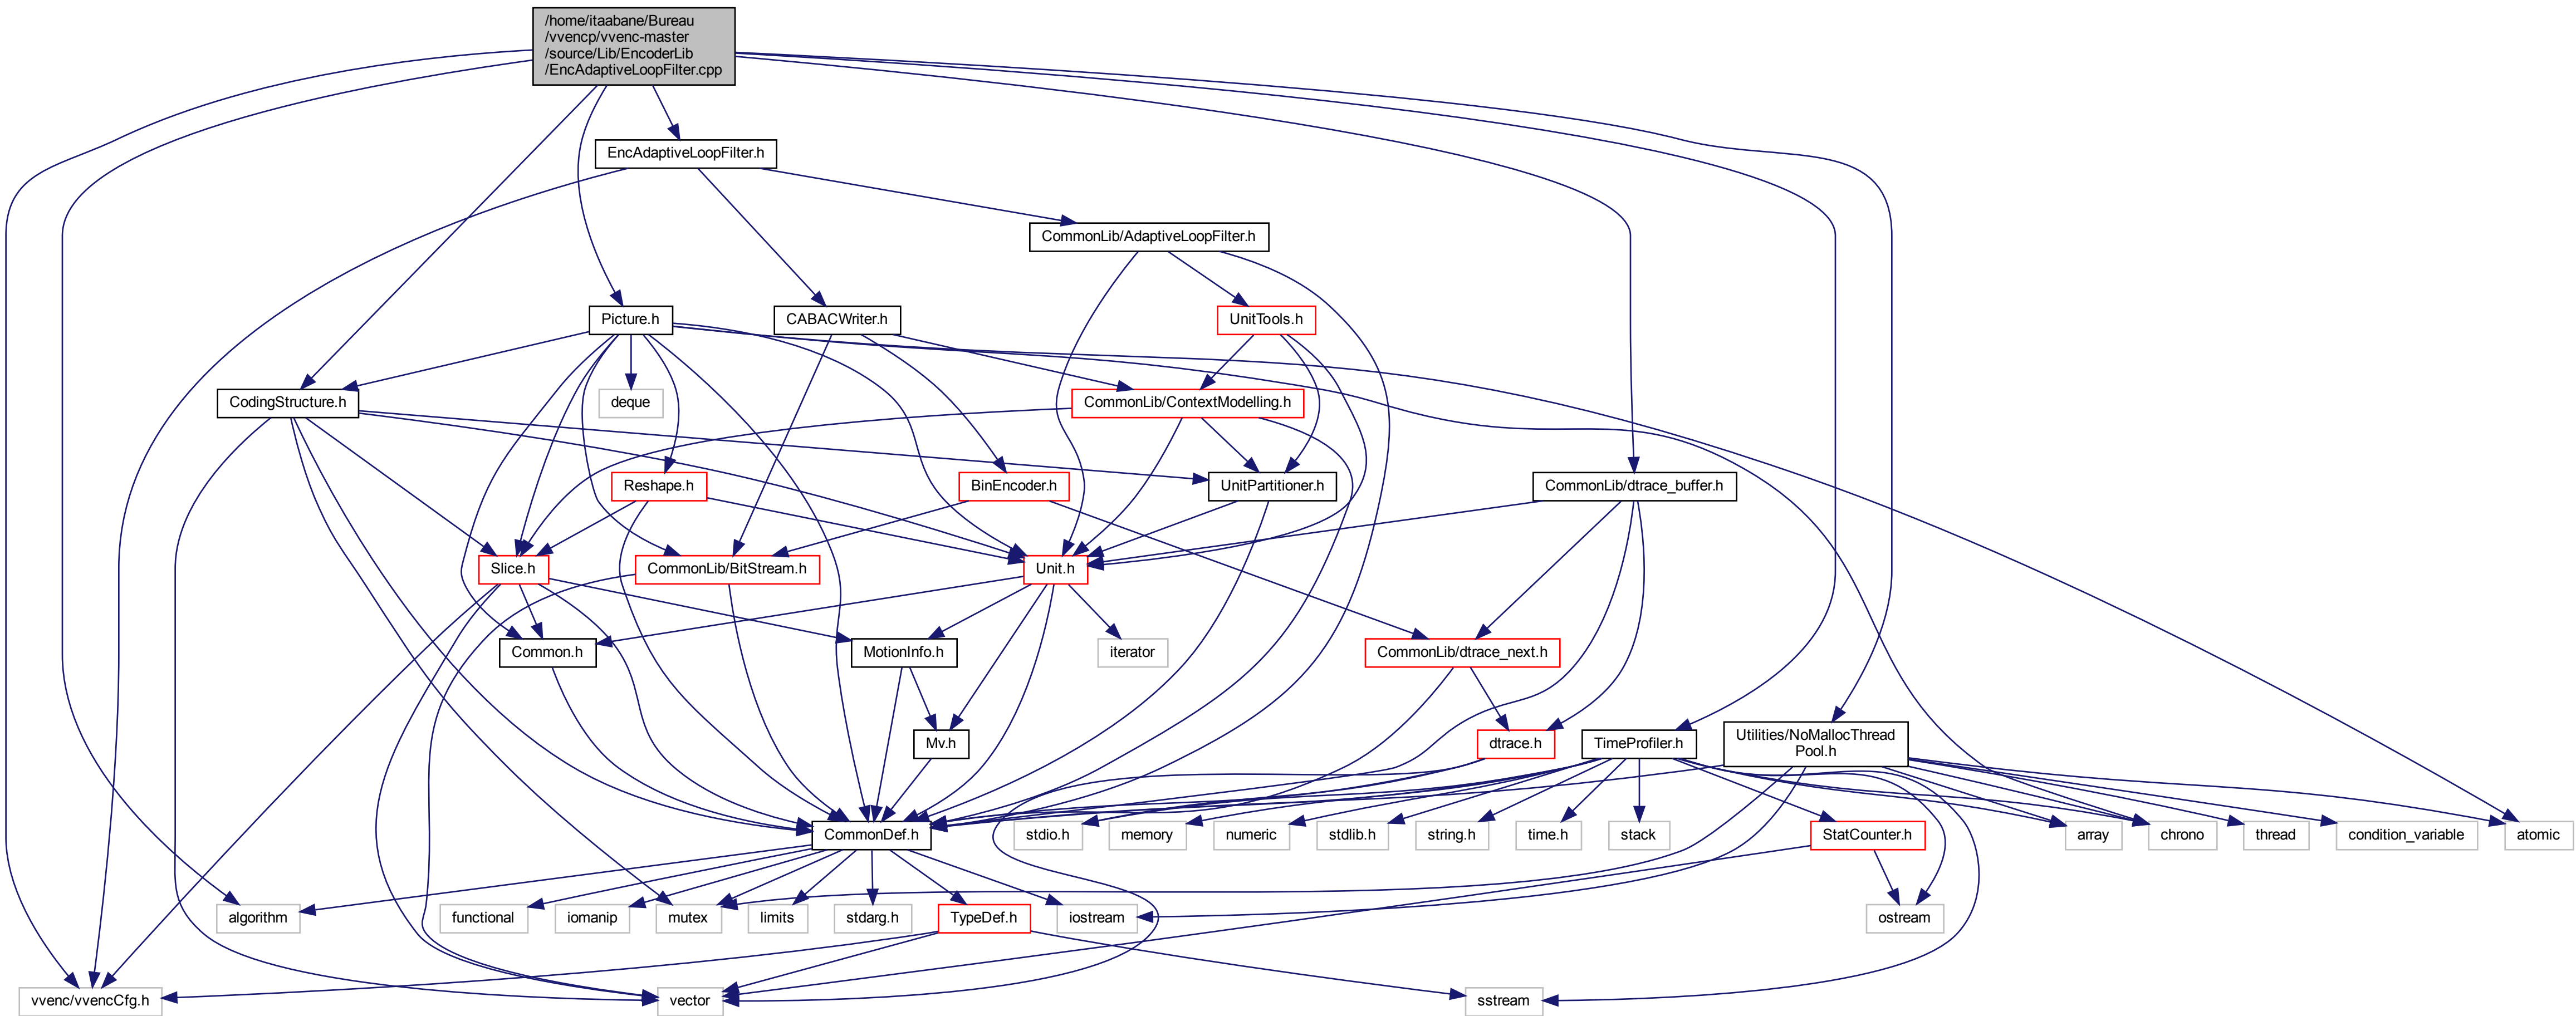 /home/itaabane/Bureau
/vvencp/vvenc-master
/source/Lib/EncoderLib
/EncAdaptiveLoopFilter.cpp
EncAdaptiveLoopFilter.h
CommonLib/AdaptiveLoopFilter.h
Picture.h
CABACWriter.h
UnitTools.h
CodingStructure.h
deque
CommonLib/ContextModelling.h
Reshape.h
BinEncoder.h
UnitPartitioner.h
CommonLib/dtrace_buffer.h
Slice.h
CommonLib/BitStream.h
Unit.h
Common.h
MotionInfo.h
iterator
CommonLib/dtrace_next.h
Mv.h
dtrace.h
TimeProfiler.h
Utilities/NoMallocThread
Pool.h
CommonDef.h
stdio.h
memory
numeric
stdlib.h
string.h
time.h
stack
StatCounter.h
array
chrono
thread
condition_variable
atomic
algorithm
functional
iomanip
mutex
limits
stdarg.h
TypeDef.h
iostream
ostream
vvenc/vvencCfg.h
vector
sstream